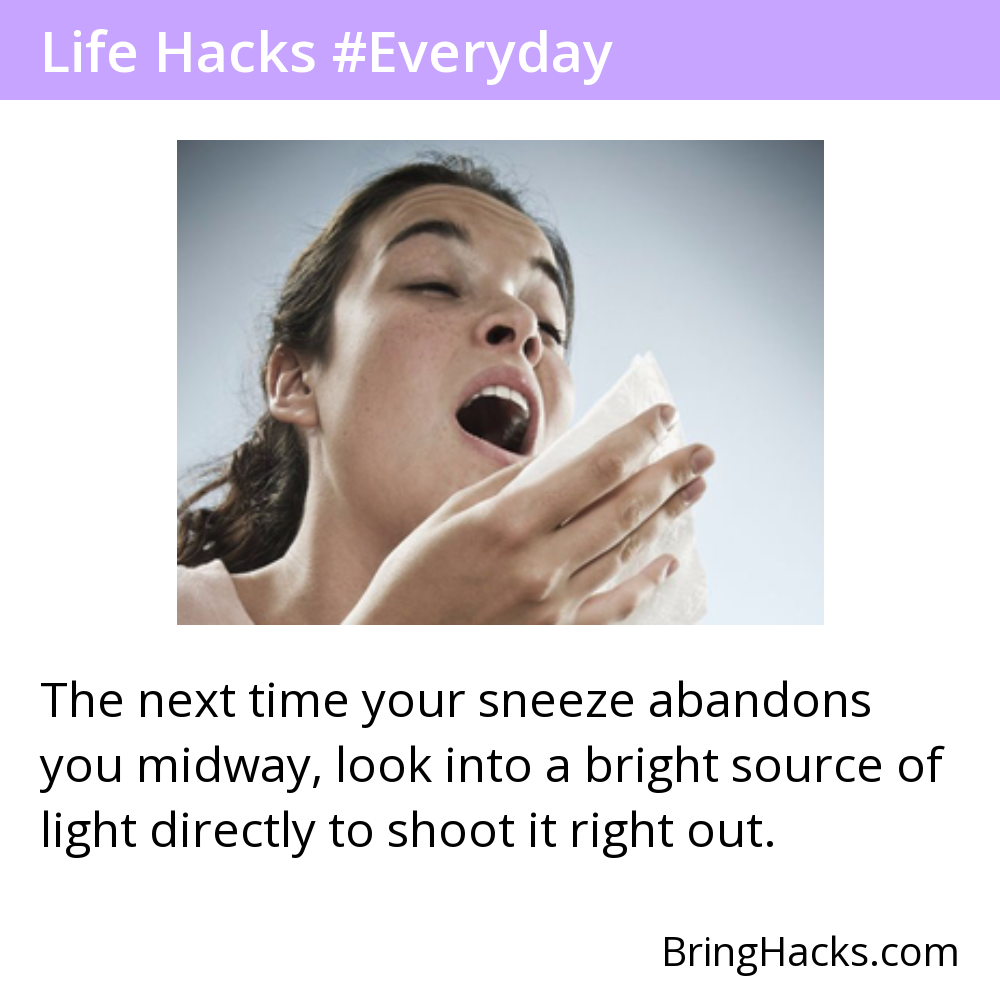 Life Hacks #Everyday
The next time your sneeze abandons
you midway, look into a bright source of
light directly to shoot it right out.
BringHacks.com